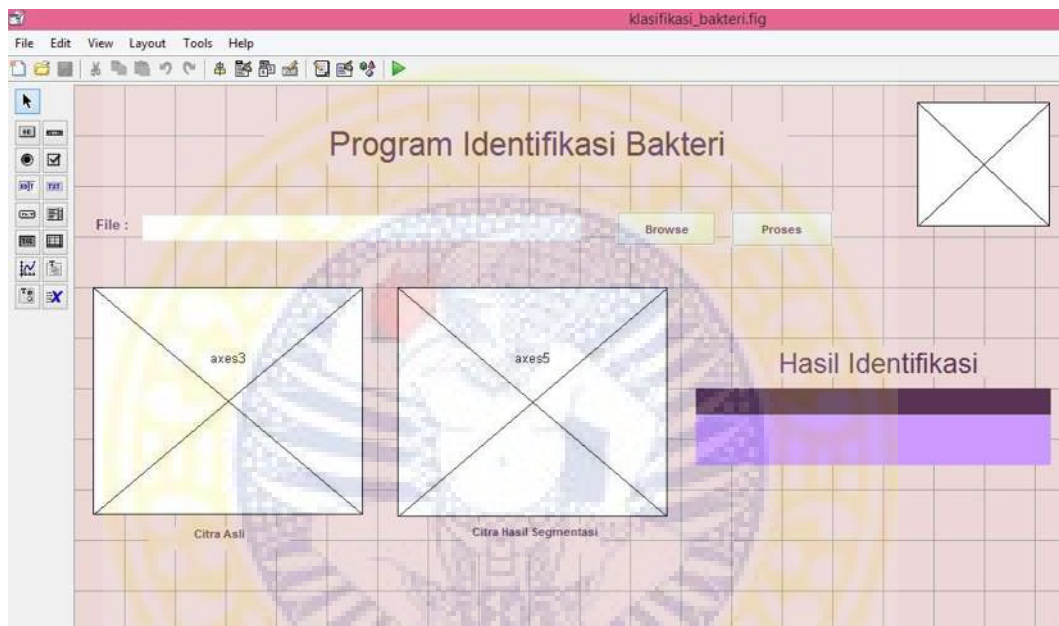 klasifikasi_bakteri.fig
File Edit View Layout Tools Help
Program Identifikasi Bakteri
File :
Browse
Proses
axes3
axes5
Hasil Identifikasi
Citra Asli
Citra Hasil Segmentasi